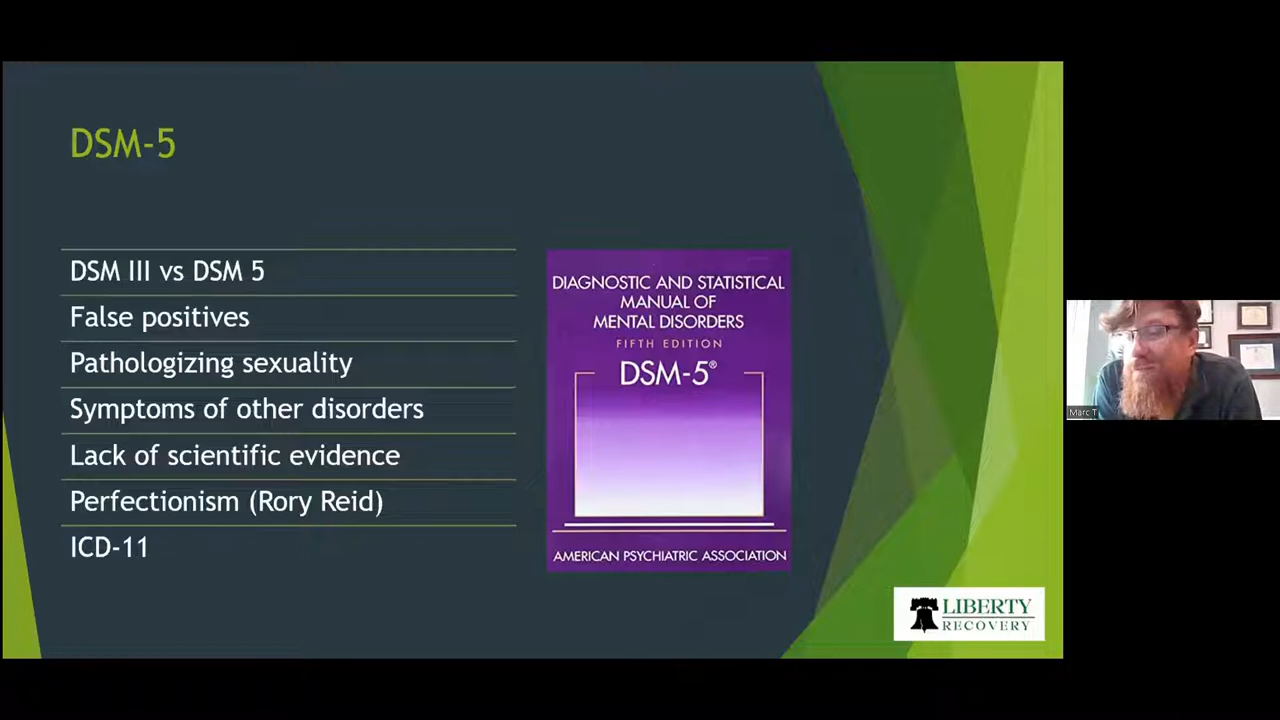 DSM-5
DSM III vs DSM 5
False positives
Pathologizing sexuality
Symptoms of other disorders
Lack of scientific evidence
Perfectionism (Rory Reid)
ICD-11
DIAGNOSTIC AND STATISTICAL
MANUAL OF
MENTAL DISORDERS
FIFTH EDITION
DSM-5®
AMERICAN PSYCHIATRIC ASSOCIATION
LIBERTY
RECOVERY
Marc T